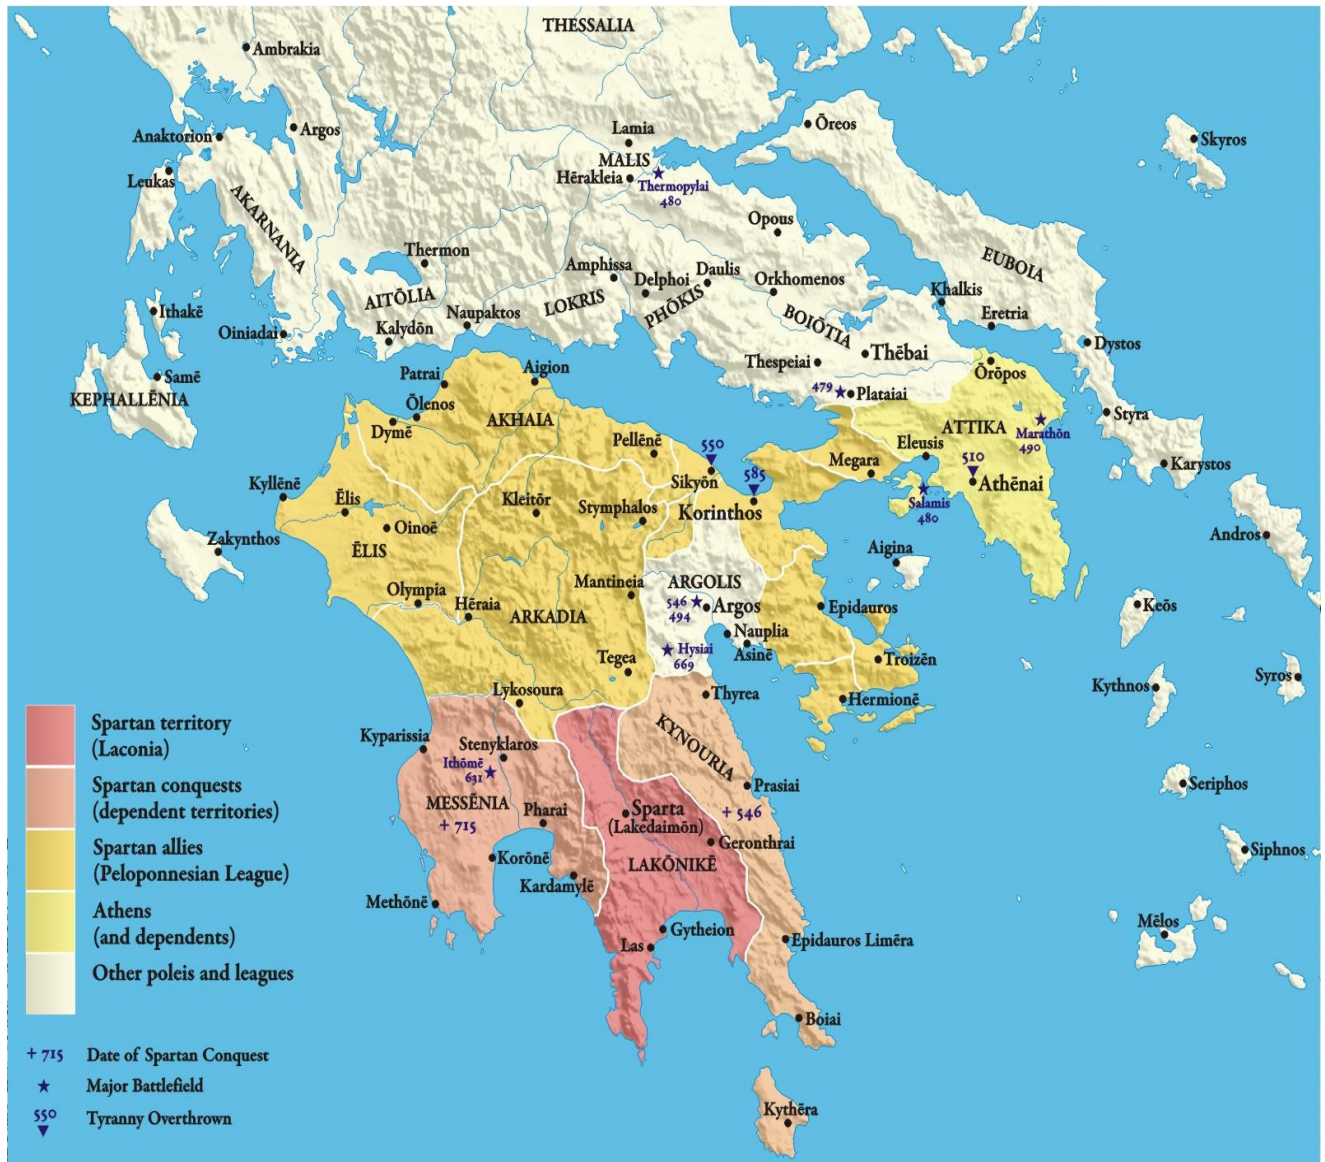 THESSALIA
Ambrakia
Anaktorion
Argos
Leukas
AKARNANIA
Lamia
MALIS
Hērakleia
Thermopylai
480
Ōreos
Skyros
Opous
EUBOIA
Thermon
Amphissa
Delphoi
Daulis
Orkhomenos
AITŌLIA
LOKRIS
PHŌKIS
BOIŌTIA
Khalkis
Eretria
Ithakē
Oiniadai
Kalydōn
Naupaktos
Thespeiai
Thēbai
Dystos
Samē
KEPHALLĒNIA
Patrai
Aigion
479
Plataiai
Ōrōpos
Ōlenos
Dymē
AKHAIA
Styra
ATTIKA
Marathōn
490
Pellēnē
550
Sikyōn
Megara
Eleusis
510
Athēnai
Karystos
Kyllēnē
Ēlis
Kleitōr
Stymphalos
585
Korinthos
Salamis
480
Oinoē
ĒLIS
Zakynthos
Aigina
Andros
Olympia
Hēraia
ARKADIA
Mantineia
ARGOLIS
546
494
Argos
Epidauros
Keōs
Nauplia
Asinē
Hysiai
669
Tegea
Troizēn
Kythnos
Syros
Lykosoura
Thyrea
Hermionē
Kyparissia
Stenyklaros
Ithōmē
631
KYNOURIA
MESSĒNIA
+ 715
Pharai
Sparta
(Lakedaimōn)
Prasiai
+ 546
Seriphos
Geronthrai
LAKŌNIKĒ
Siphnos
Korōnē
Kardamylē
Methōnē
Las
Gytheion
Epidauros Limēra
Mēlos
Boiai
Kythēra
Spartan territory
(Laconia)
Spartan conquests
(dependent territories)
Spartan allies
(Peloponnesian League)
Athens
(and dependents)
Other poleis and leagues
+ 715 Date of Spartan Conquest
Major Battlefield
550 Tyranny Overthrown